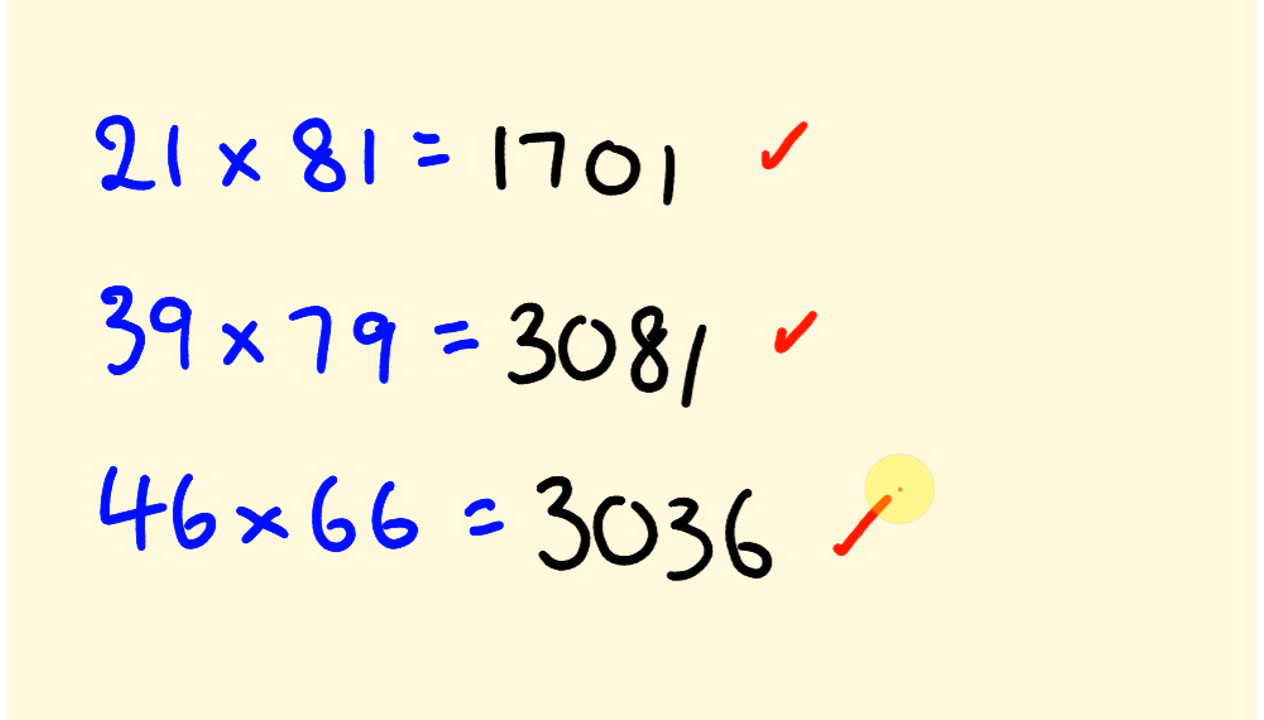 21 x 81 = 1701 ✓
39 x 79 = 3081 ✓
46 x 66 = 3036 ✓